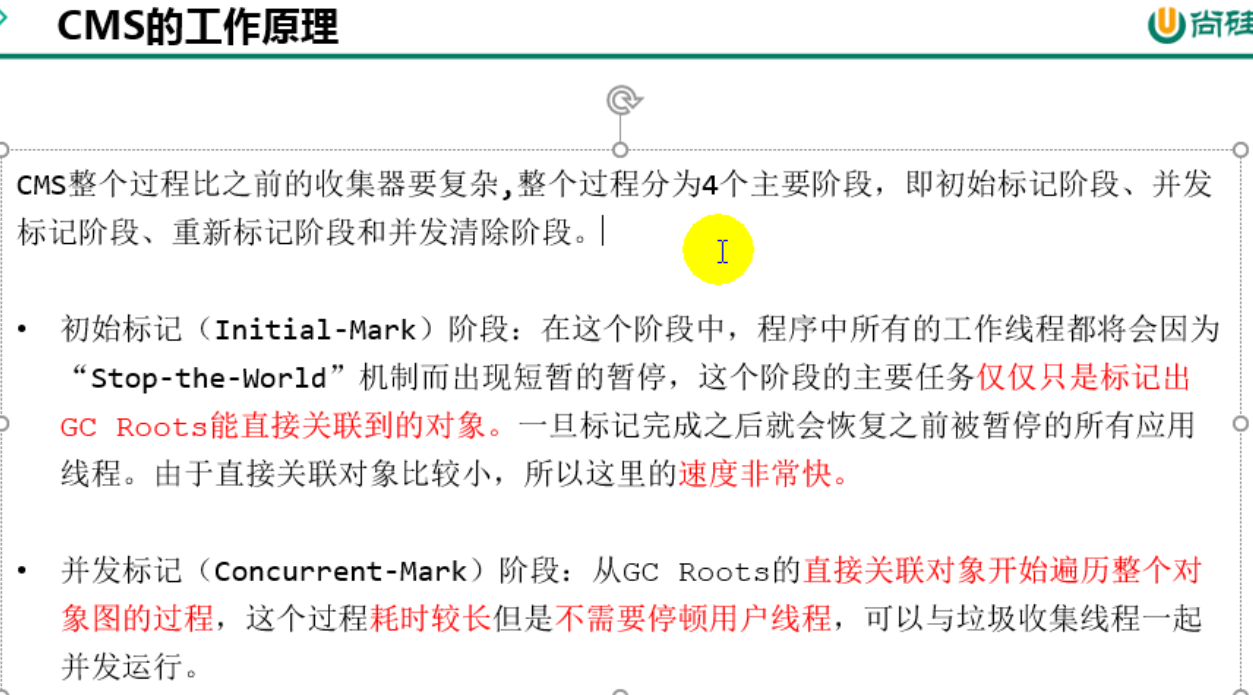 CMS的工作原理
尚硅
CMS整个过程比之前的收集器要复杂,整个过程分为4个主要阶段，即初始标记阶段、并发
标记阶段、重新标记阶段和并发清除阶段。
• 初始标记（Initial-Mark）阶段：在这个阶段中，程序中所有的工作线程都将会因为
“Stop-the-World”机制而出现短暂的暂停，这个阶段的主要任务仅仅只是标记出
GC Roots能直接关联到的对象。一旦标记完成之后就会恢复之前被暂停的所有应用
线程。由于直接关联对象比较小，所以这里的速度非常快。
• 并发标记（Concurrent-Mark）阶段：从GC Roots的直接关联对象开始遍历整个对
象图的过程，这个过程耗时较长但是不需要停顿用户线程，可以与垃圾收集线程一起
并发运行。